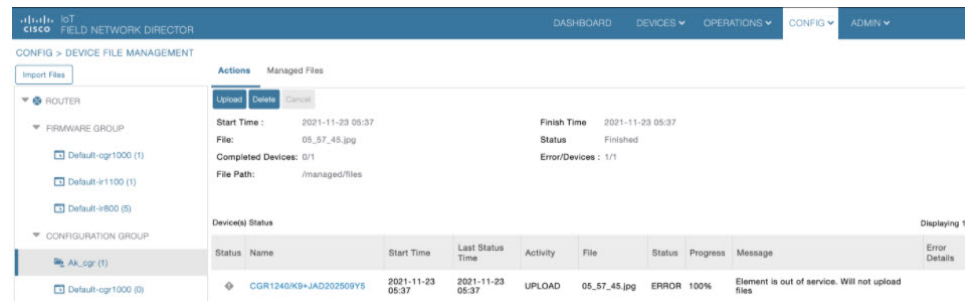 cisco IoT FIELD NETWORK DIRECTOR
DASHBOARD DEVICES OPERATIONS CONFIG ADMIN
CONFIG > DEVICE FILE MANAGEMENT
Import Files
Actions Managed Files
ROUTER
FIRMWARE GROUP
Default-cgr1000 (1)
Default-ir1100 (1)
Default-ir800 (5)
CONFIGURATION GROUP
Ak_cgr (1)
Default-cgr1000 (0)
Upload Delete Cancel
Start Time : 2021-11-23 05:37 Finish Time 2021-11-23 05:37
File: 05_57_45.jpg Status Finished
Completed Devices: 0/1 Error/Devices : 1/1
File Path: /managed/files
Device(s) Status Displaying 1
Status Name Start Time Last Status Time Activity File Status Progress Message Error Details
CGR1240/K9+JAD202509Y5 2021-11-23 05:37 2021-11-23 05:37 UPLOAD 05_57_45.jpg ERROR 100% Element is out of service. Will not upload files